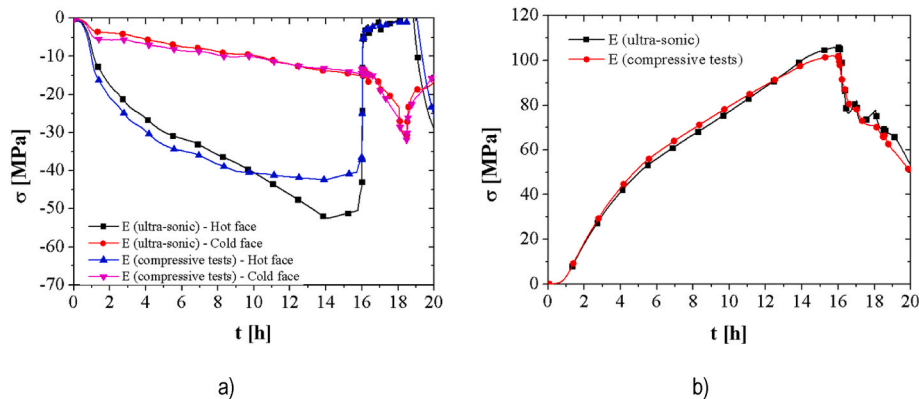 0
-10
-20
-30
-40
-50
-60
-70
σ [MPa]
E (ultra-sonic) - Hot face
E (ultra-sonic) - Cold face
E (compressive tests) - Hot face
E (compressive tests) - Cold face
0 2 4 6 8 10 12 14 16 18 20
t [h]
a)
120
100
80
60
40
20
0
σ [MPa]
E (ultra-sonic)
E (compressive tests)
0 2 4 6 8 10 12 14 16 18 20
t [h]
b)